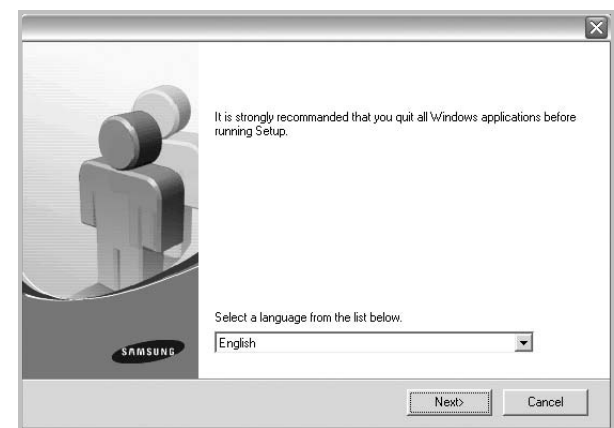 It is strongly recommanded that you quit all Windows applications before
running Setup.
Select a language from the list below.
English
SAMSUNG
Next>
Cancel